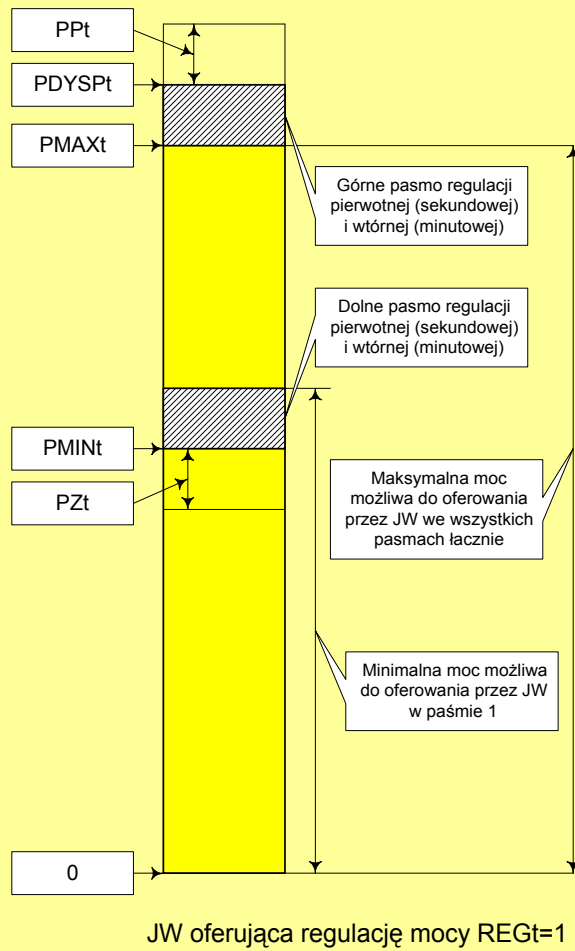 PPt
PDYSPt
PMAXt
Górne pasmo regulacji
pierwotnej (sekundowej)
i wtórnej (minutowej)
Dolne pasmo regulacji
pierwotnej (sekundowej)
i wtórnej (minutowej)
PMINt
PZt
Maksymalna moc
możliwa do oferowania
przez JW we wszystkich
pasmach łacznie
Minimalna moc możliwa
do oferowania przez JW
w paśmie 1
0
JW oferująca regulację mocy REGt=1